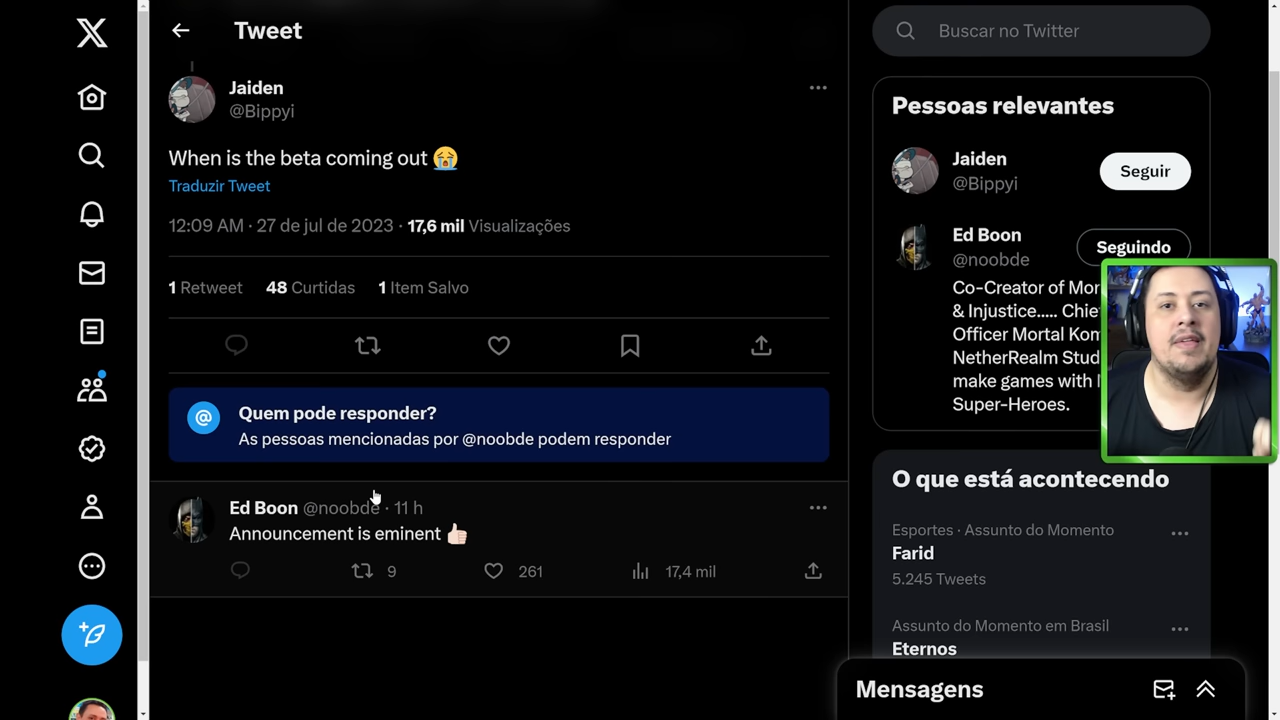 Tweet
Jaiden
@Bippyi
When is the beta coming out 😭
Traduzir Tweet
12:09 AM · 27 de jul de 2023 · 17,6 mil Visualizações
1 Retweet 48 Curtidas 1 Item Salvo
Quem pode responder?
As pessoas mencionadas por @noobde podem responder
Ed Boon @noobde · 11 h
Announcement is eminent 👍🏻
9 261 17,4 mil
Buscar no Twitter
Pessoas relevantes
Jaiden
@Bippyi
Seguir
Ed Boon
@noobde
Seguindo
Co-Creator of Mor
& Injustice..... Chie
Officer Mortal Kom
NetherRealm Stud
make games with
Super-Heroes.
O que está acontecendo
Esportes · Assunto do Momento
Farid
5.245 Tweets
Assunto do Momento em Brasil
Eternos
Mensagens